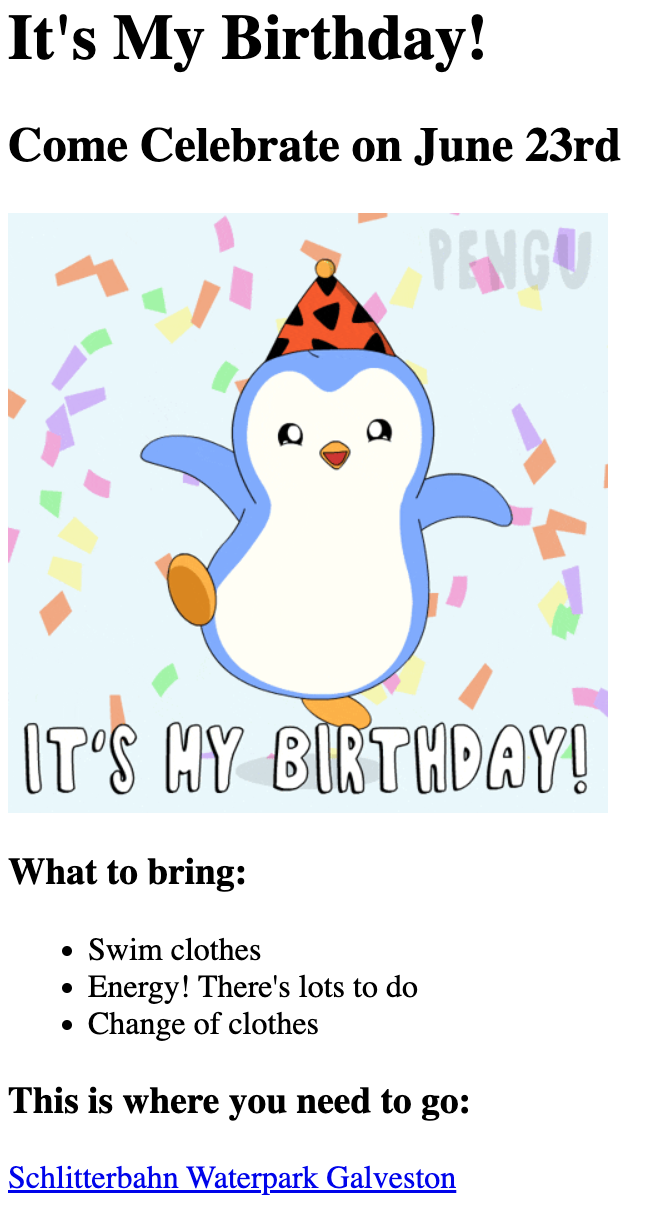 It's My Birthday!
Come Celebrate on June 23rd
PENGU
IT'S MY BIRTHDAY!
What to bring:
Swim clothes
Energy! There's lots to do
Change of clothes
This is where you need to go:
Schlitterbahn Waterpark Galveston